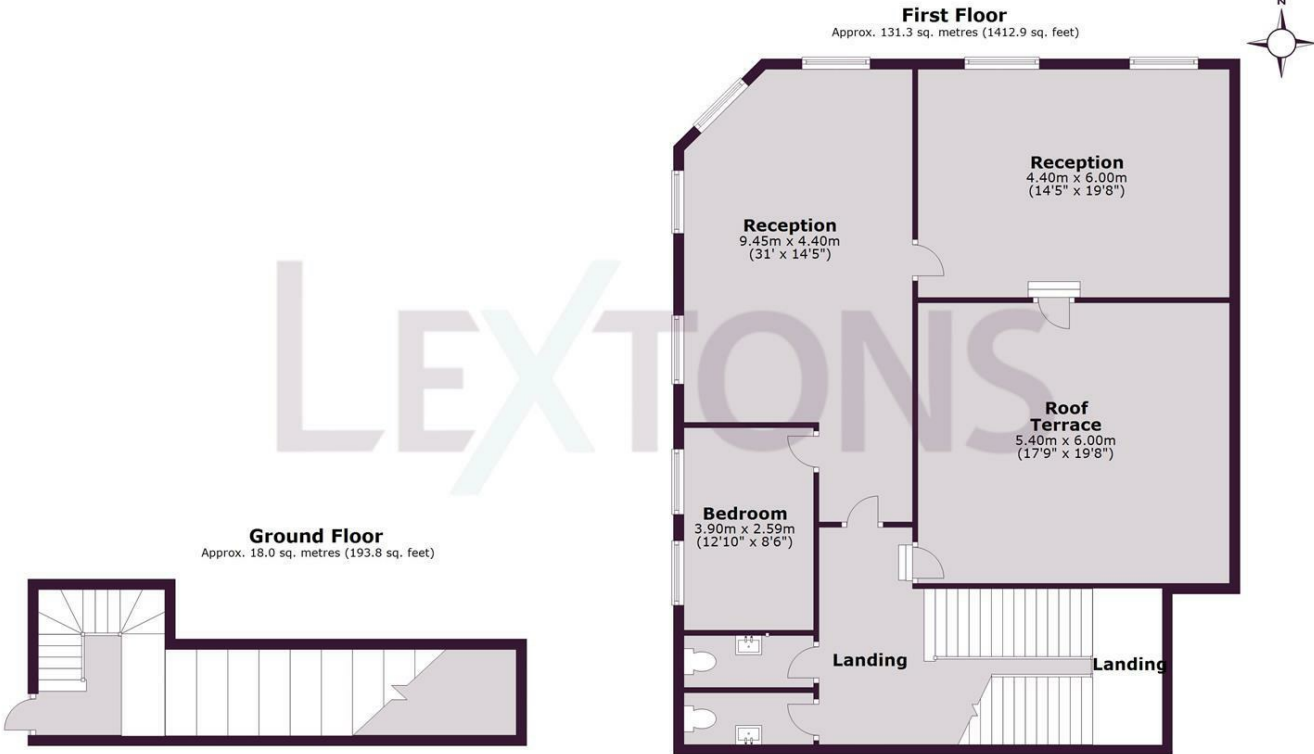 First Floor
Approx. 131.3 sq. metres (1412.9 sq. feet)
N
Reception
4.40m x 6.00m
(14'5" x 19'8")
Reception
9.45m x 4.40m
(31' x 14'5")
LEXTONS
Roof
Terrace
5.40m x 6.00m
(17'9" x 19'8")
Bedroom
3.90m x 2.59m
(12'10" x 8'6")
Ground Floor
Approx. 18.0 sq. metres (193.8 sq. feet)
Landing
Landing